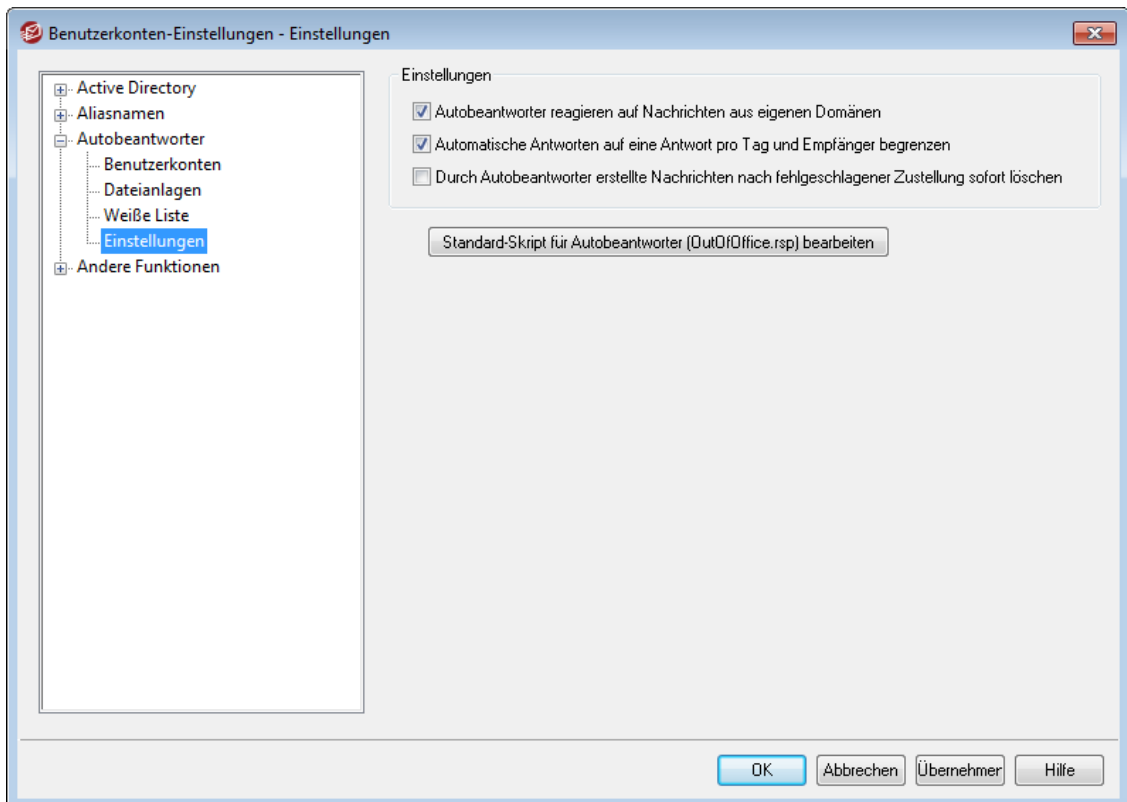 Benutzerkonten-Einstellungen - Einstellungen
Active Directory
Aliasnamen
Autobeantworter
Benutzerkonten
Dateianlagen
Weiße Liste
Einstellungen
Andere Funktionen
Einstellungen
Autobeantworter reagieren auf Nachrichten aus eigenen Domänen
Automatische Antworten auf eine Antwort pro Tag und Empfänger begrenzen
Durch Autobeantworter erstellte Nachrichten nach fehlgeschlagener Zustellung sofort löschen
Standard-Skript für Autobeantworter (OutOfOffice.rsp) bearbeiten
OK
Abbrechen
Übernehmer
Hilfe